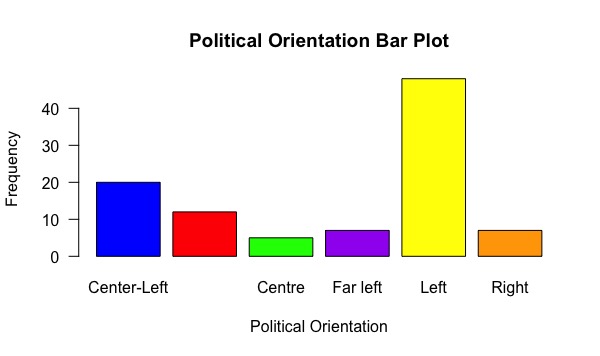 Political Orientation Bar Plot
Frequency
40
30
20
10
0
Center-Left Centre Far left Left Right
Political Orientation